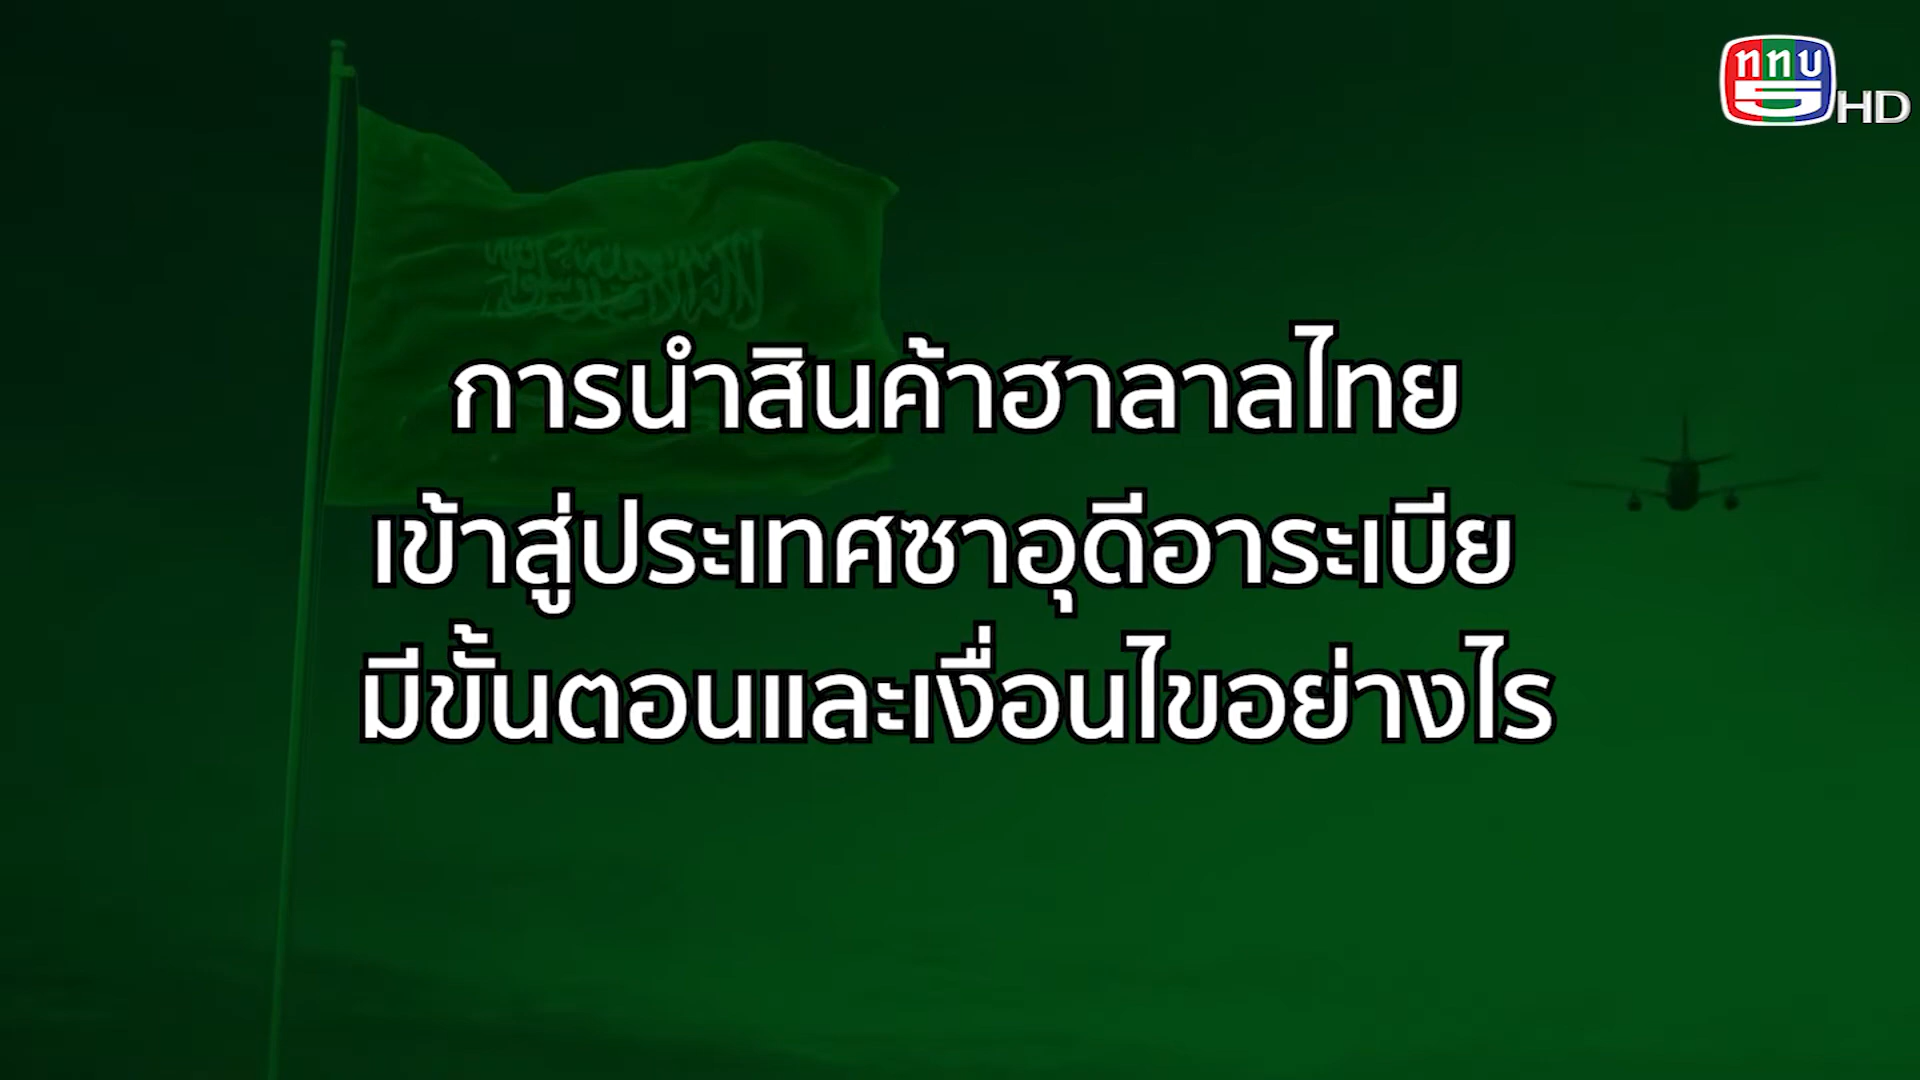 ททบ
5HD
การนำสินค้าฮาลาลไทย
เข้าสู่ประเทศซาอุดีอาระเบีย
มีขั้นตอนและเงื่อนไขอย่างไร